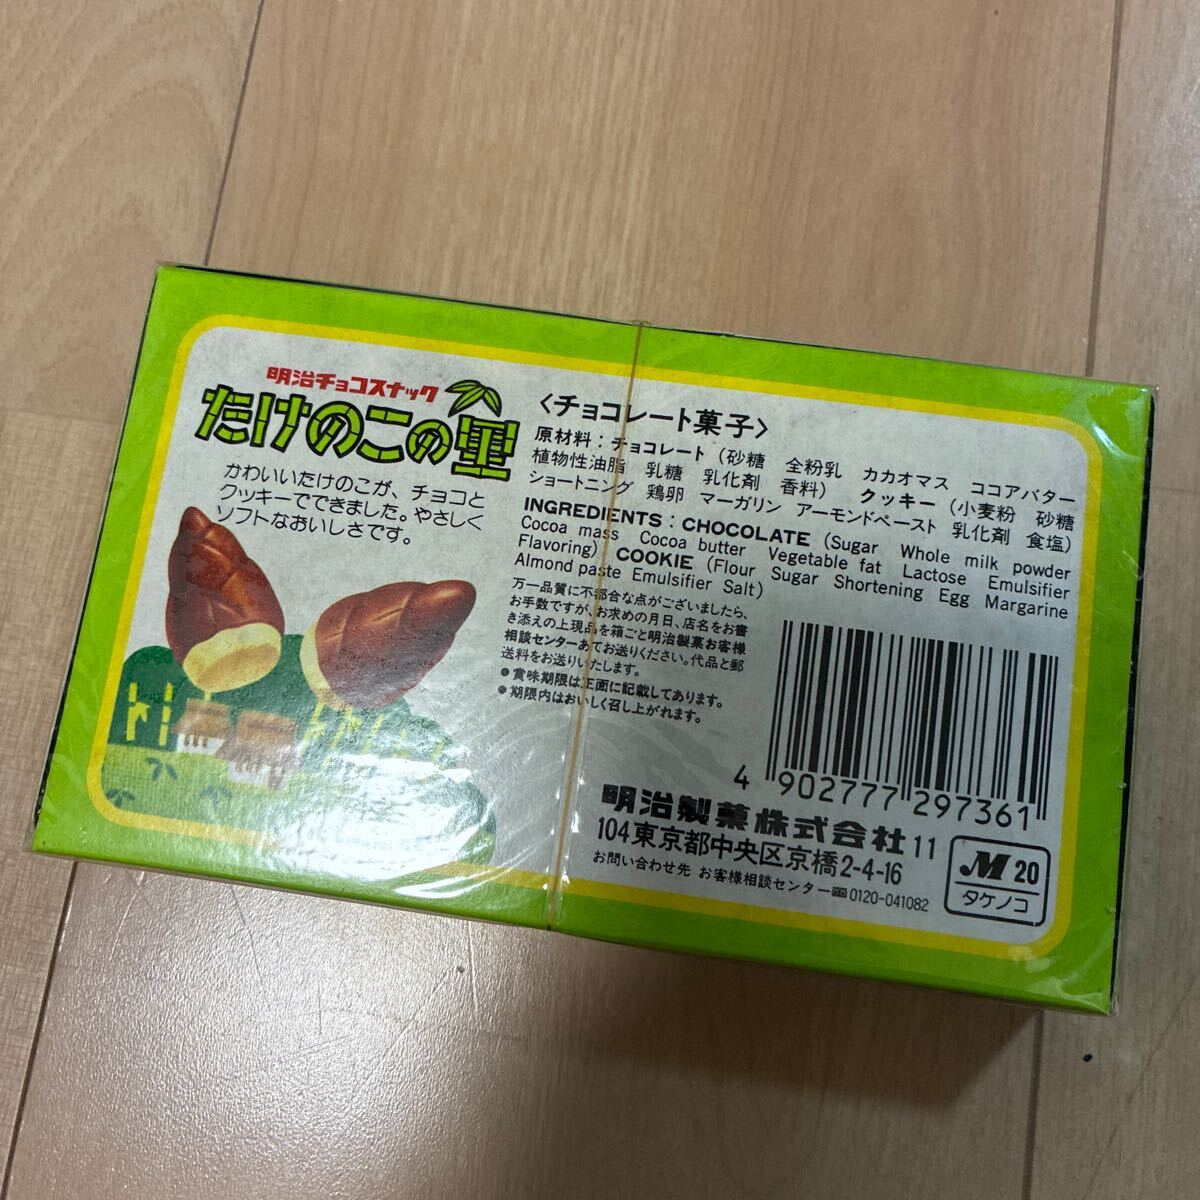 明治チョコスナック
たけのこの里
かわいいたけのこが、チョコと
クッキーでできました。やさしく
ソフトなおいしさです。
〈チョコレート菓子〉
原材料：チョコレート（砂糖 全粉乳 カカオマス ココアバター
植物性油脂 乳糖 乳化剤 香料） クッキー（小麦粉 砂糖
ショートニング 鶏卵 マーガリン アーモンドペースト 乳化剤 食塩）
INGREDIENTS : CHOCOLATE (Sugar Whole milk powder
Cocoa mass Cocoa butter Vegetable fat Lactose Emulsifier
Flavoring) COOKIE (Flour Sugar Shortening Egg Margarine
Almond paste Emulsifier Salt)
万一品質に不都合な点がございましたら、
お手数ですが、お求めの月日、店名をお書
き添えの上現品を箱ごと明治製菓お客様
相談センターあてお送りください。代品と郵
送料をお送りいたします。
●賞味期限は正面に記載してあります。
●期限内はおいしく召し上がれます。
4 902777 297361
明治製菓株式会社 11
104東京都中央区京橋2-4-16
お問い合わせ先 お客様相談センター 0120-041082
M 20
タケノコ